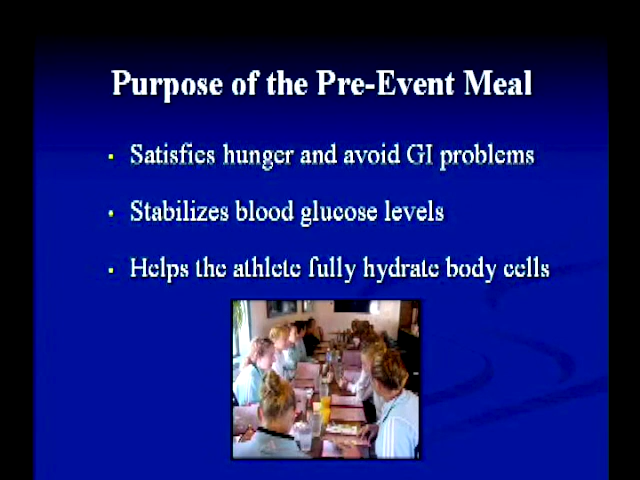 Purpose of the Pre-Event Meal
Satisfies hunger and avoid GI problems
Stabilizes blood glucose levels
Helps the athlete fully hydrate body cells